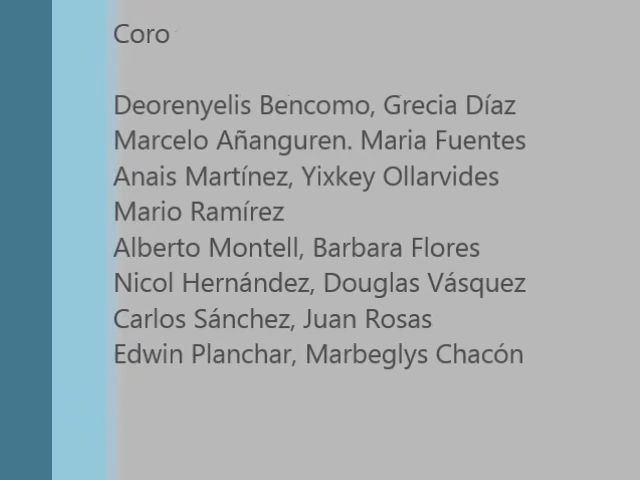 Coro
Deorenyelis Bencomo, Grecia Díaz
Marcelo Añanguren. Maria Fuentes
Anais Martínez, Yixkey Ollarvides
Mario Ramírez
Alberto Montell, Barbara Flores
Nicol Hernández, Douglas Vásquez
Carlos Sánchez, Juan Rosas
Edwin Planchar, Marbeglys Chacón